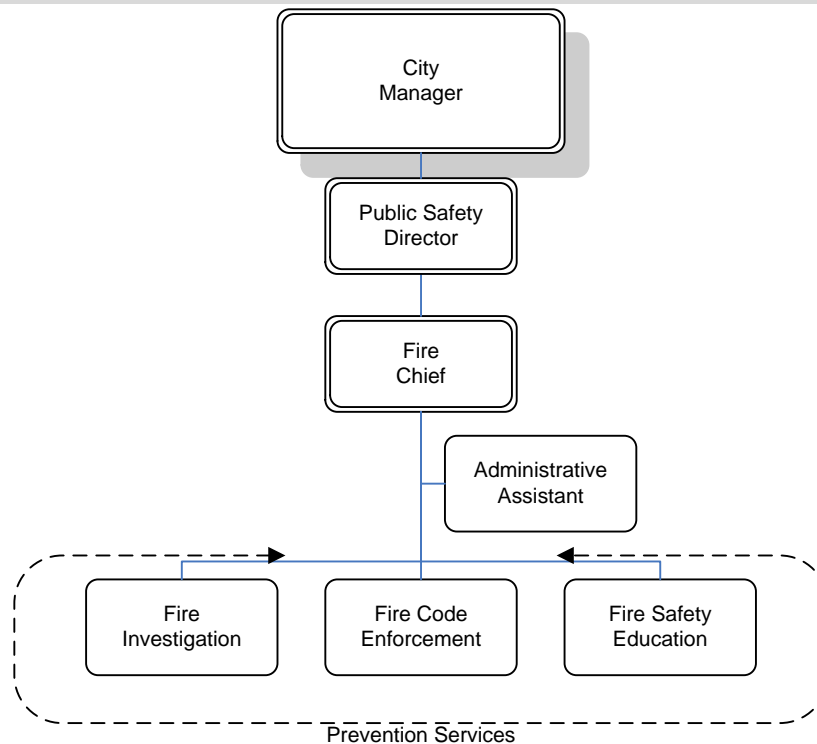 City
Manager
Public Safety
Director
Fire
Chief
Administrative
Assistant
Fire
Investigation
Fire Code
Enforcement
Fire Safety
Education
Prevention Services